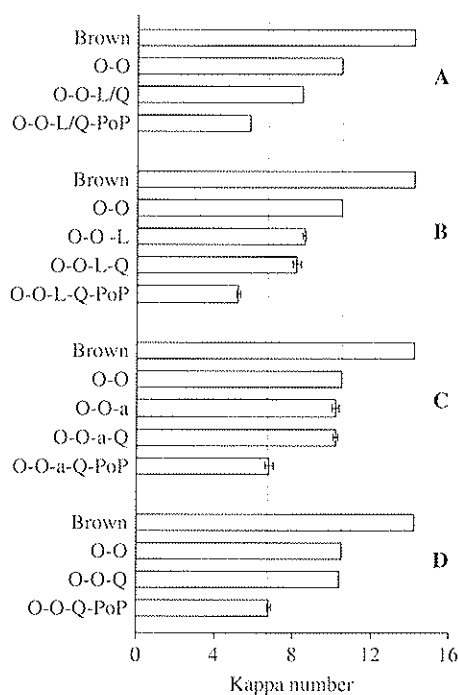 Brown
O-O
A
O-O-L/Q
O-O-L/Q-PoP
Brown
O-O
B
O-O -L
O-O-L-Q
O-O-L-Q-PoP
Brown
O-O
C
O-O-a
O-O-a-Q
O-O-a-Q-PoP
Brown
O-O
D
O-O-Q
O-O-Q-PoP
0 4 8 12 16
Kappa number